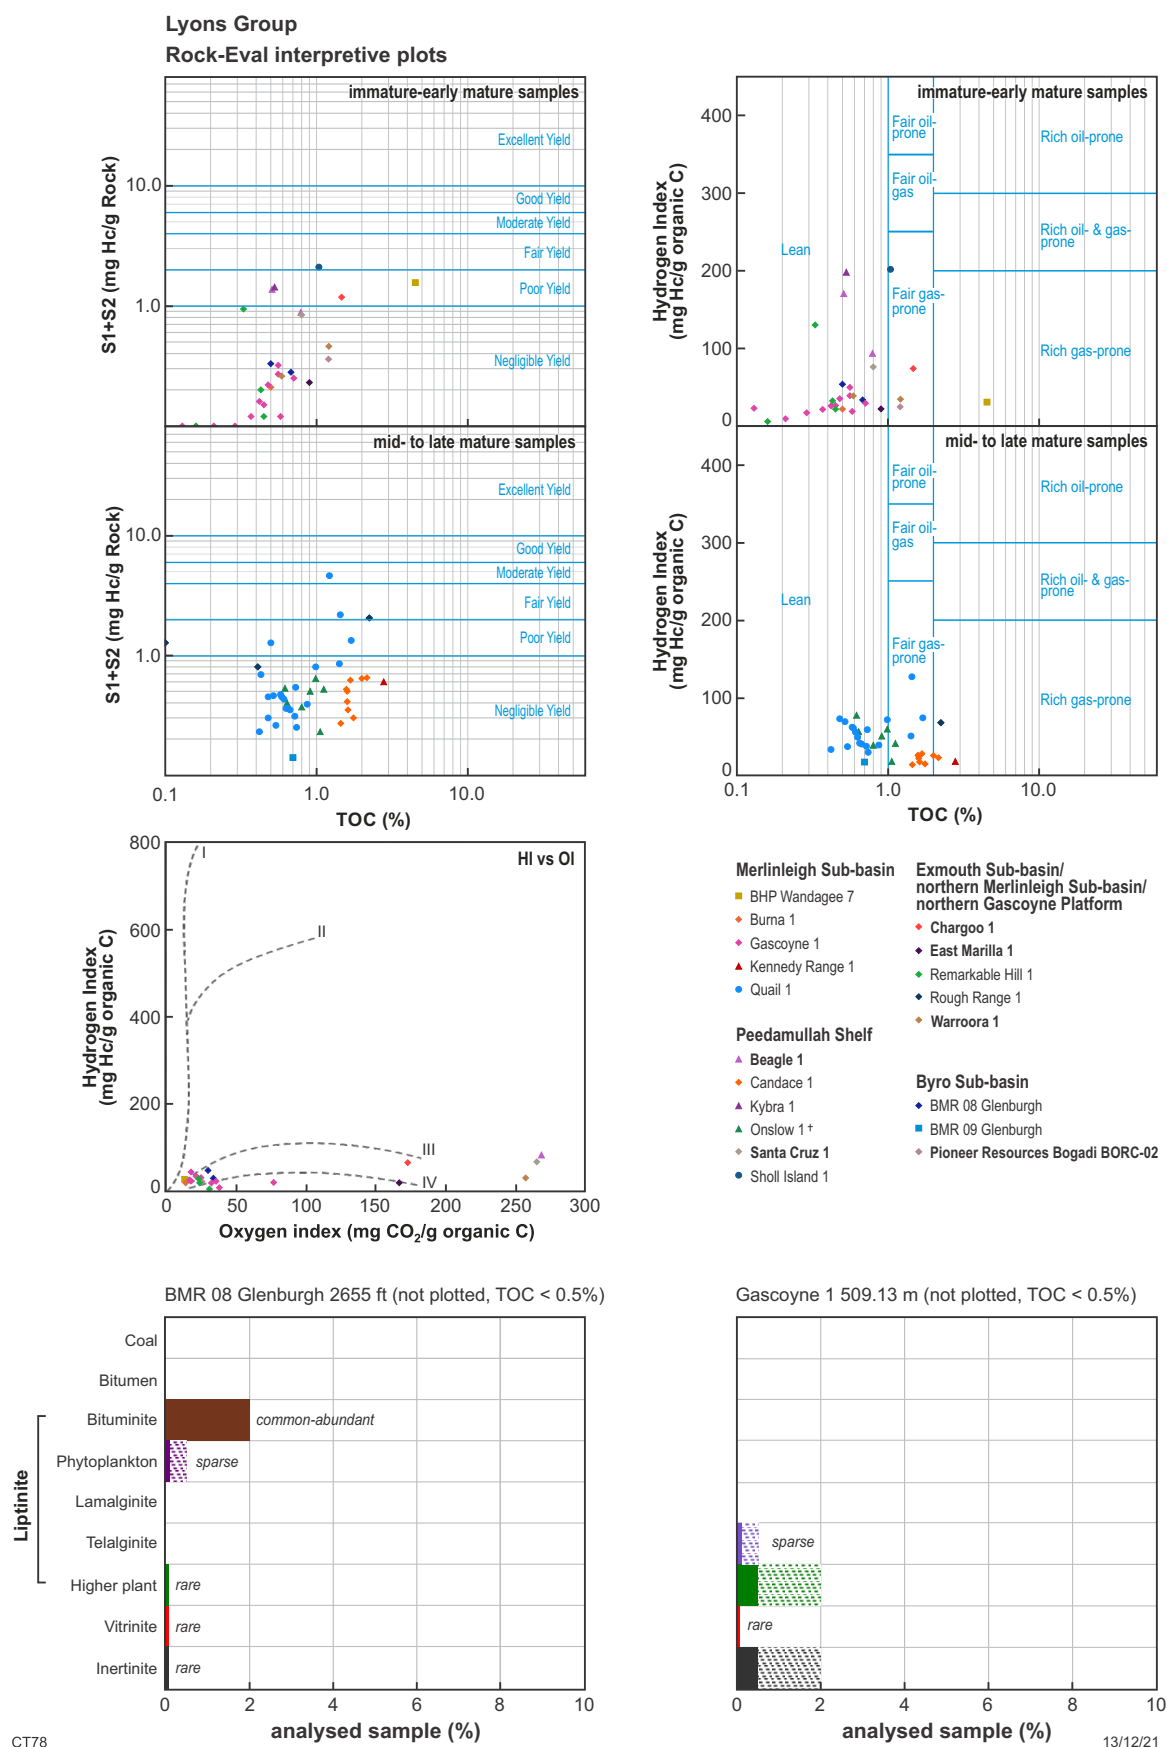 Lyons Group
Rock-Eval interpretive plots
immature-early mature samples
Excellent Yield
10.0
Good Yield
Moderate Yield
Fair Yield
Poor Yield
1.0
Negligible Yield
S1+S2 (mg Hc/g Rock)
mid- to late mature samples
Excellent Yield
10.0
Good Yield
Moderate Yield
Fair Yield
Poor Yield
1.0
Negligible Yield
S1+S2 (mg Hc/g Rock)
0.1
1.0
10.0
TOC (%)
immature-early mature samples
400
300
200
100
0
Hydrogen Index
(mg Hc/g organic C)
Fair oil-
prone
Rich oil-prone
Fair oil-
gas
Lean
Rich oil- & gas-
prone
Fair gas-
prone
Rich gas-prone
mid- to late mature samples
400
300
200
100
0
Hydrogen Index
(mg Hc/g organic C)
Fair oil-
prone
Rich oil-prone
Fair oil-
gas
Lean
Rich oil- & gas-
prone
Fair gas-
prone
Rich gas-prone
0.1
1.0
10.0
TOC (%)
HI vs OI
800
600
400
200
0
Hydrogen Index
(mg Hc/g organic C)
I
II
III
IV
0
50
100
150
200
250
300
Oxygen index (mg CO2/g organic C)
Merlinleigh Sub-basin
BHP Wandagee 7
Burna 1
Gascoyne 1
Kennedy Range 1
Quail 1
Peedamullah Shelf
Beagle 1
Candace 1
Kybra 1
Onslow 1 +
Santa Cruz 1
Sholl Island 1
Exmouth Sub-basin/
northern Merlinleigh Sub-basin/
northern Gascoyne Platform
Chargoo 1
East Marilla 1
Remarkable Hill 1
Rough Range 1
Warroora 1
Byro Sub-basin
BMR 08 Glenburgh
BMR 09 Glenburgh
Pioneer Resources Bogadi BORC-02
BMR 08 Glenburgh 2655 ft (not plotted, TOC < 0.5%)
Liptinite
Coal
Bitumen
Bituminite
common-abundant
Phytoplankton
sparse
Lamalginite
Telalginite
Higher plant
rare
Vitrinite
rare
Inertinite
rare
0
2
4
6
8
10
analysed sample (%)
Gascoyne 1 509.13 m (not plotted, TOC < 0.5%)
sparse
rare
0
2
4
6
8
10
analysed sample (%)
CT78
13/12/21